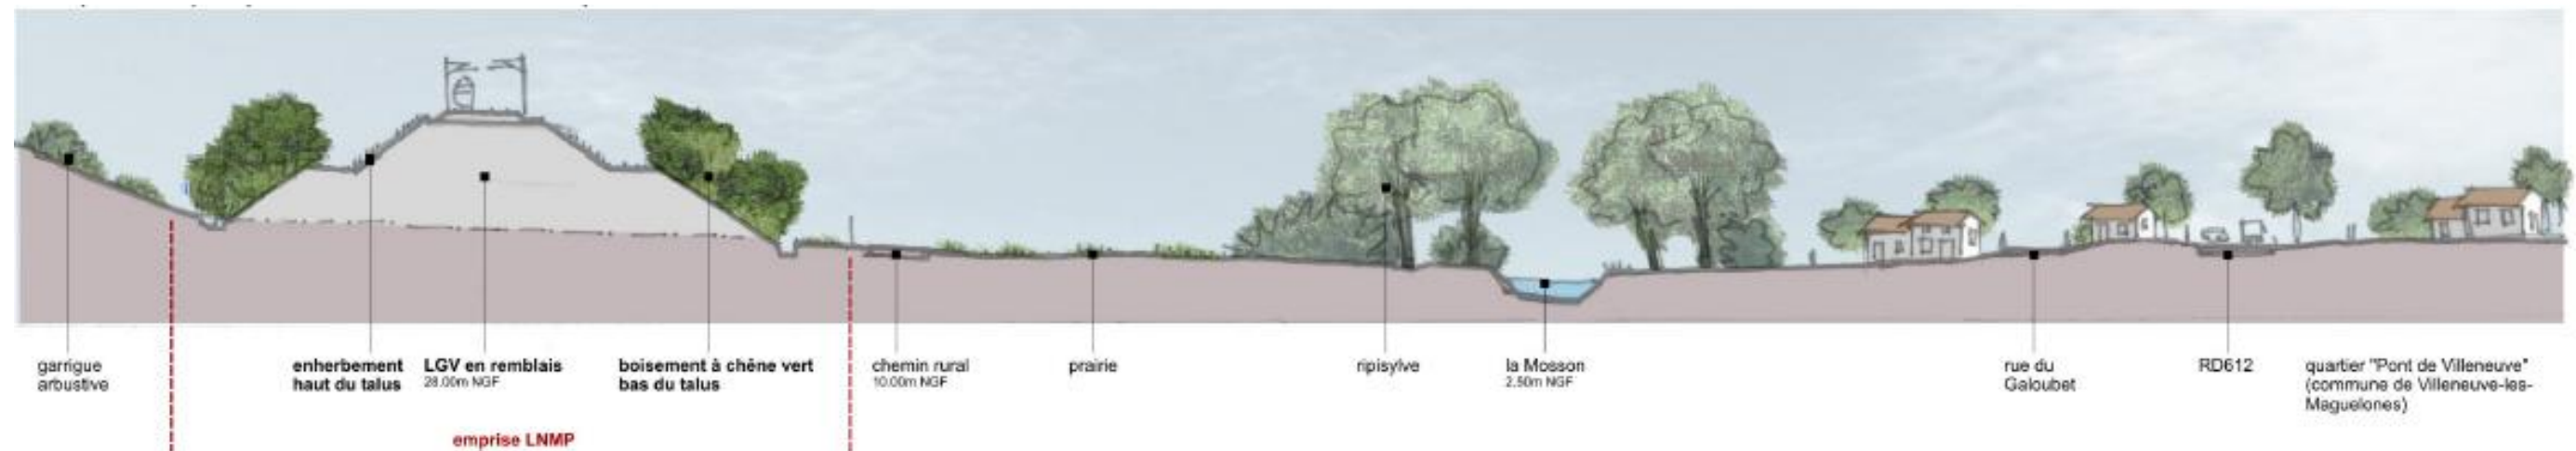 garrigue
arbustive
enherbement
haut du talus
LGV en remblais
28.00m NGF
boisement à chêne vert
bas du talus
chemin rural
10.00m NGF
prairie
ripisylve
la Mosson
2.50m NGF
rue du
Galoubet
RD612
quartier "Pont de Villeneuve"
(commune de Villeneuve-les-
Maguelones)
emprise LNMP